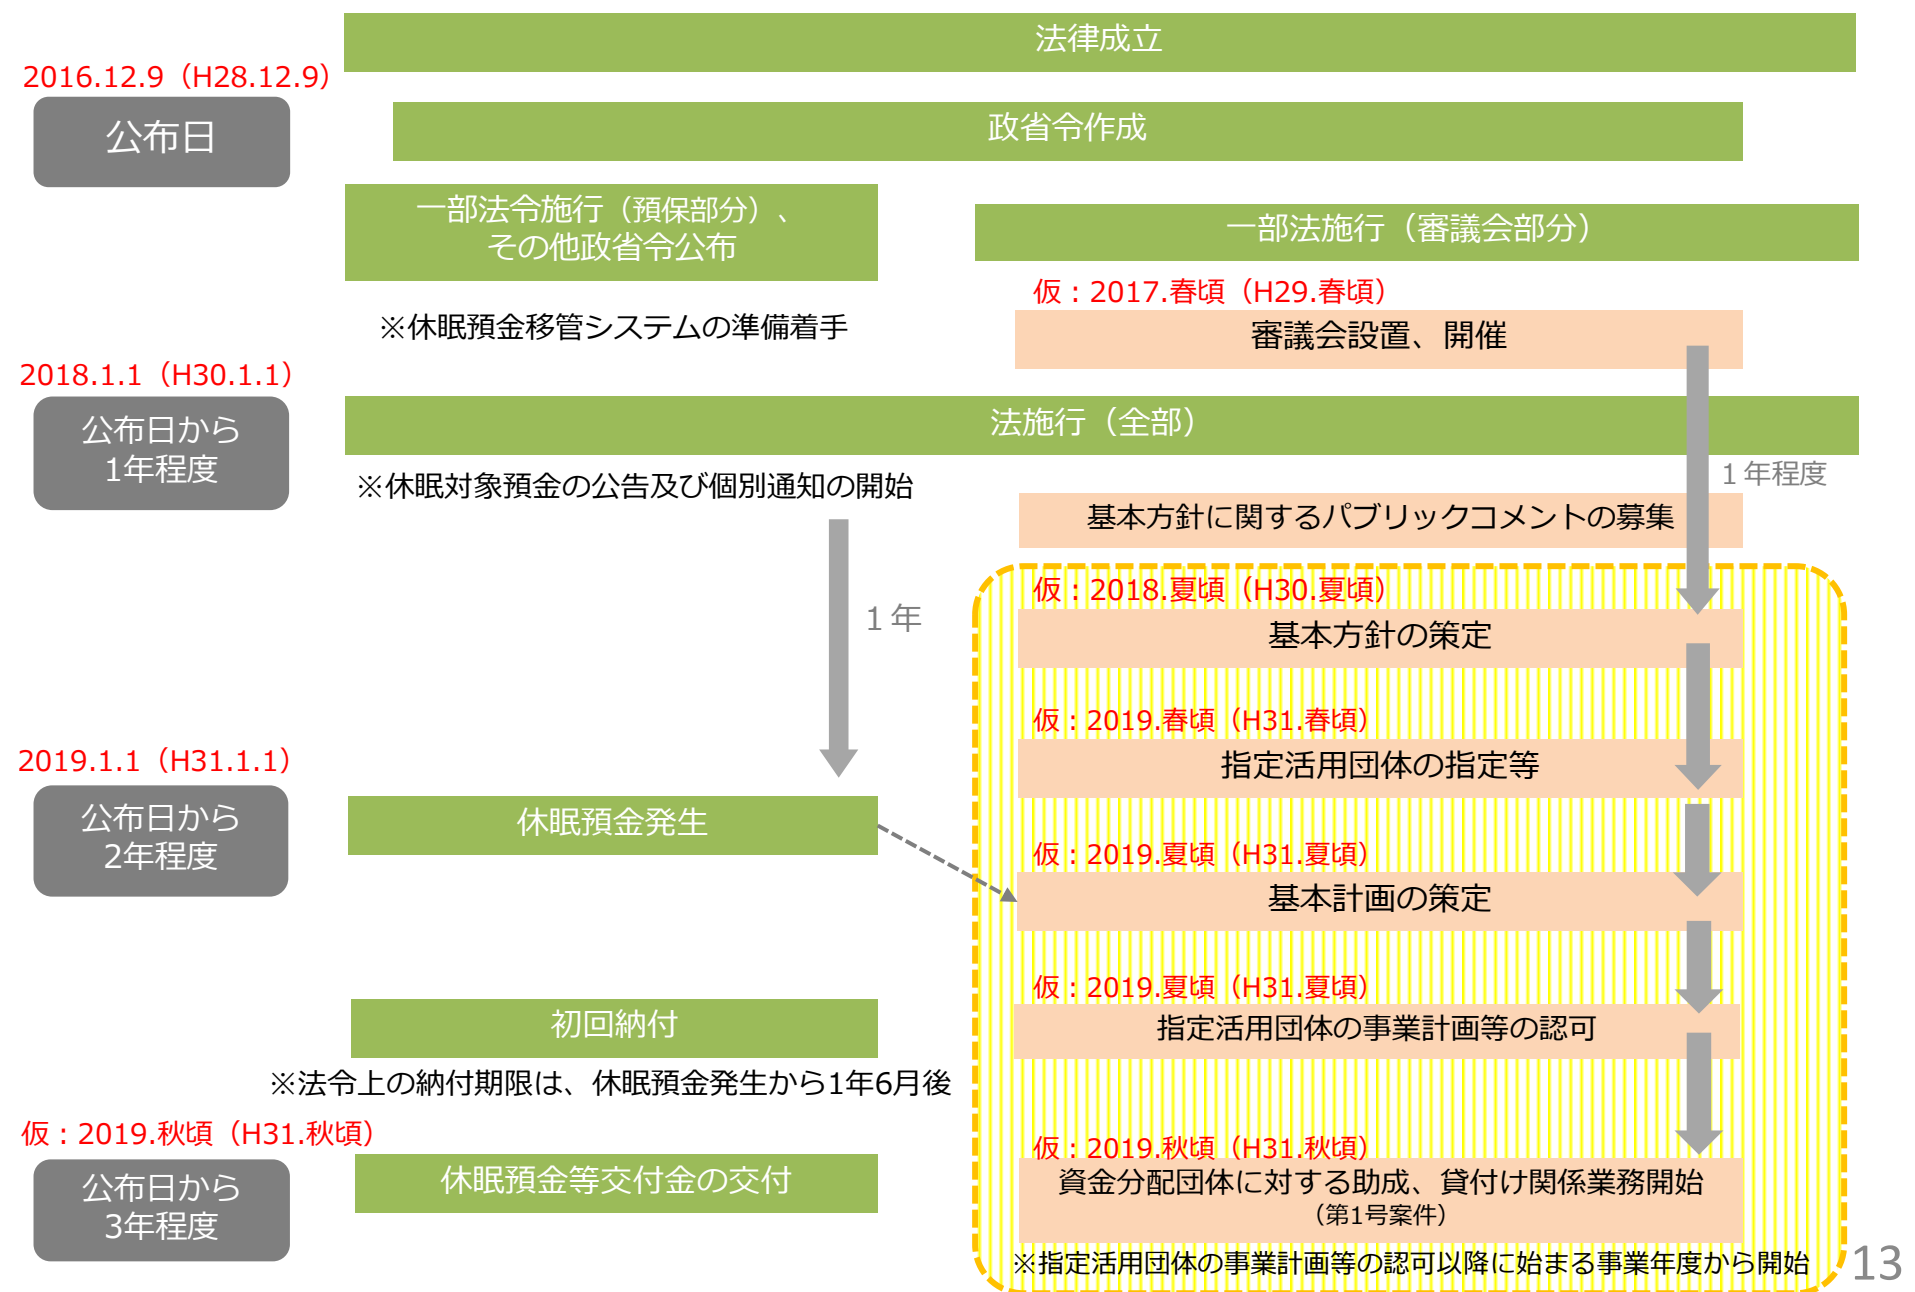 法律成立
2016.12.9（H28.12.9）
公布日
政省令作成
一部法令施行（預保部分）、
その他政省令公布
一部法施行（審議会部分）
仮：2017.春頃（H29.春頃）
※休眠預金移管システムの準備着手
審議会設置、開催
2018.1.1（H30.1.1）
公布日から
1年程度
法施行（全部）
１年程度
※休眠対象預金の公告及び個別通知の開始
基本方針に関するパブリックコメントの募集
仮：2018.夏頃（H30.夏頃）
１年
基本方針の策定
仮：2019.春頃（H31.春頃）
2019.1.1（H31.1.1）
指定活用団体の指定等
公布日から
2年程度
休眠預金発生
仮：2019.夏頃（H31.夏頃）
基本計画の策定
仮：2019.夏頃（H31.夏頃）
初回納付
指定活用団体の事業計画等の認可
※法令上の納付期限は、休眠預金発生から1年6月後
仮：2019.秋頃（H31.秋頃）
仮：2019.秋頃（H31.秋頃）
公布日から
3年程度
休眠預金等交付金の交付
資金分配団体に対する助成、貸付け関係業務開始
（第1号案件）
※指定活用団体の事業計画等の認可以降に始まる事業年度から開始
13